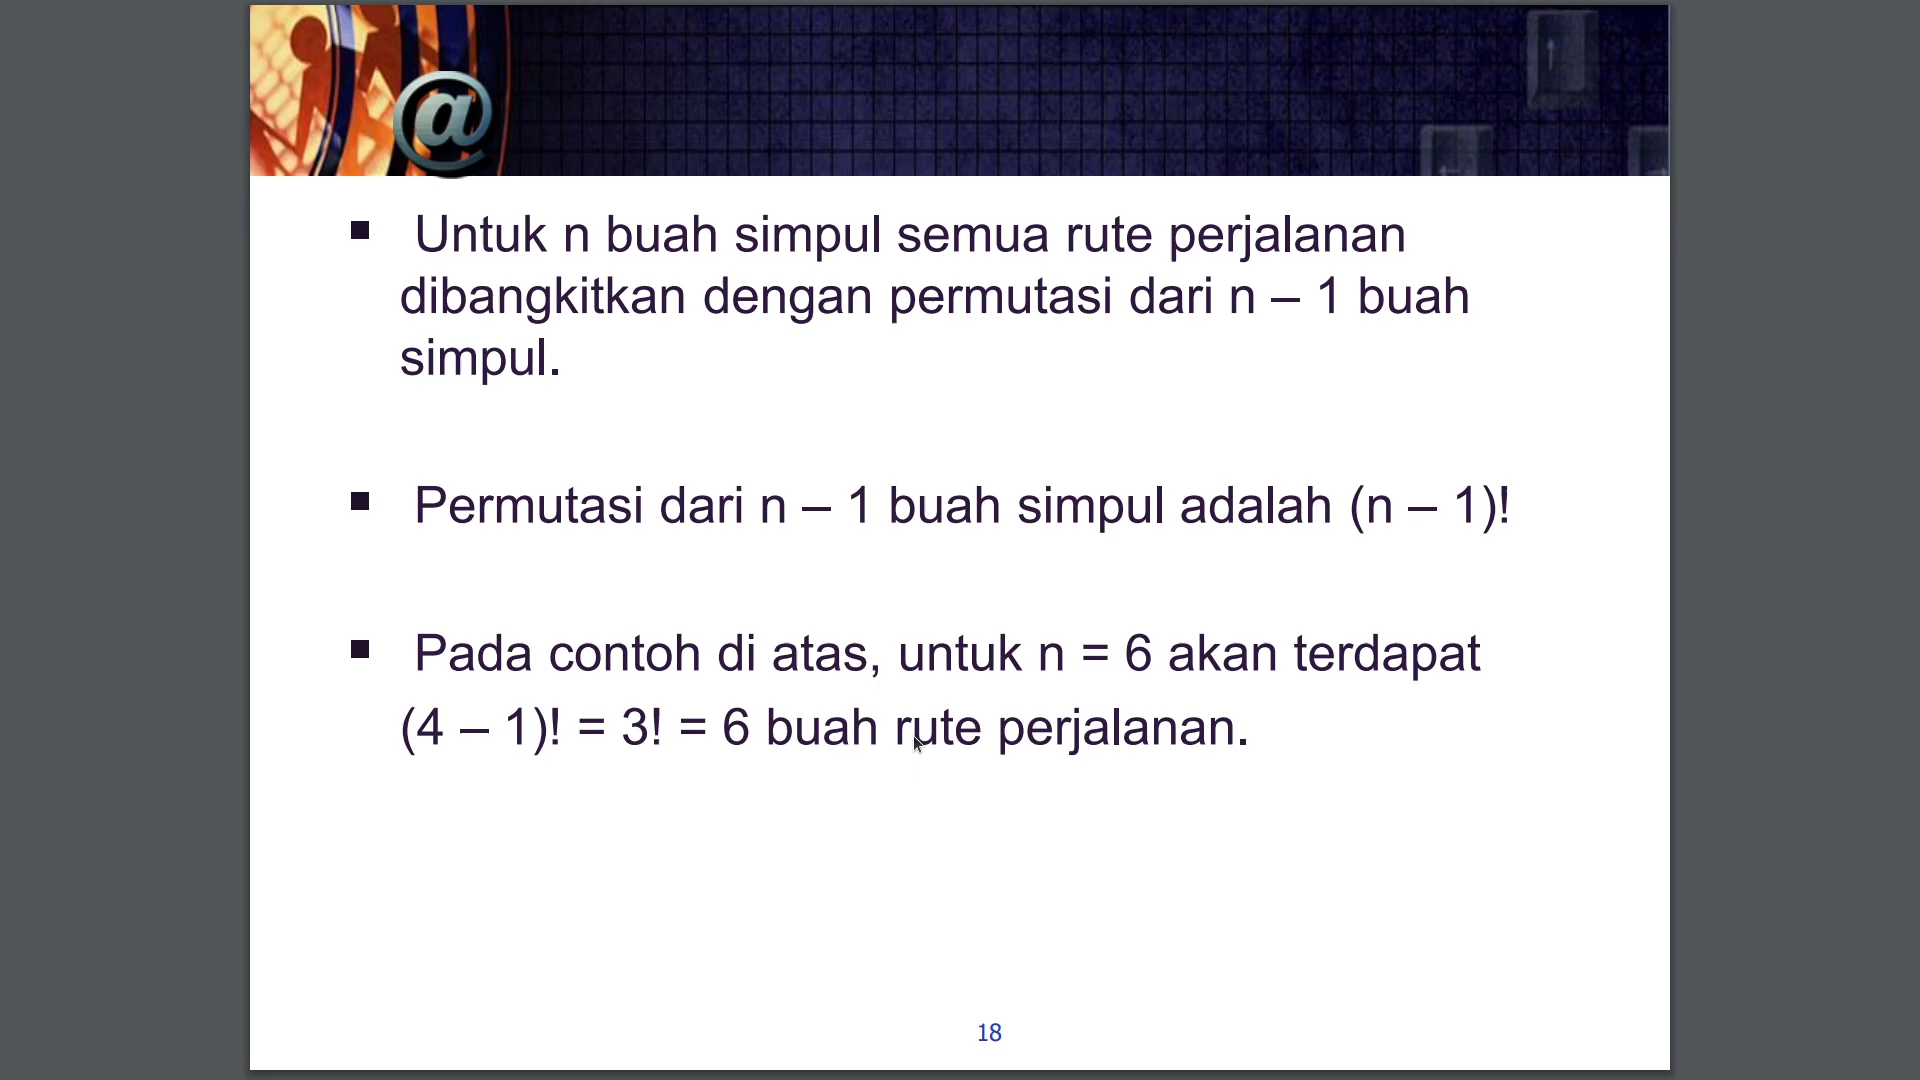 @
▪ Untuk n buah simpul semua rute perjalanan
dibangkitkan dengan permutasi dari n – 1 buah
simpul.
▪ Permutasi dari n – 1 buah simpul adalah (n – 1)!
▪ Pada contoh di atas, untuk n = 6 akan terdapat
(4 – 1)! = 3! = 6 buah rute perjalanan.
18